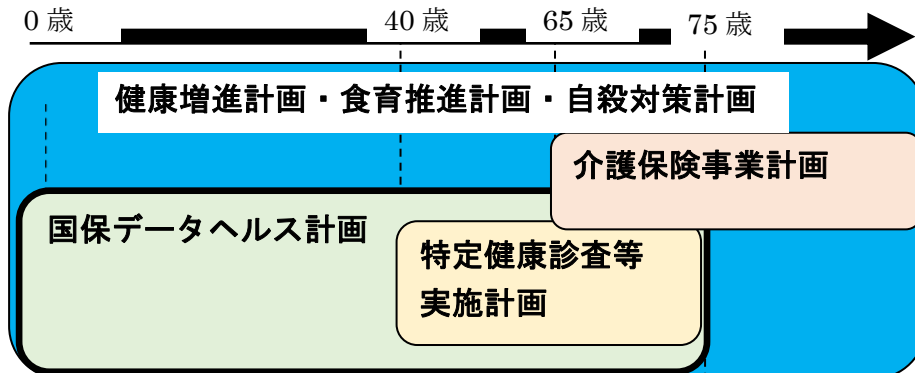 0歳 40歳 65歳 75歳
健康増進計画・食育推進計画・自殺対策計画
介護保険事業計画
国保データヘルス計画
特定健康診査等
実施計画